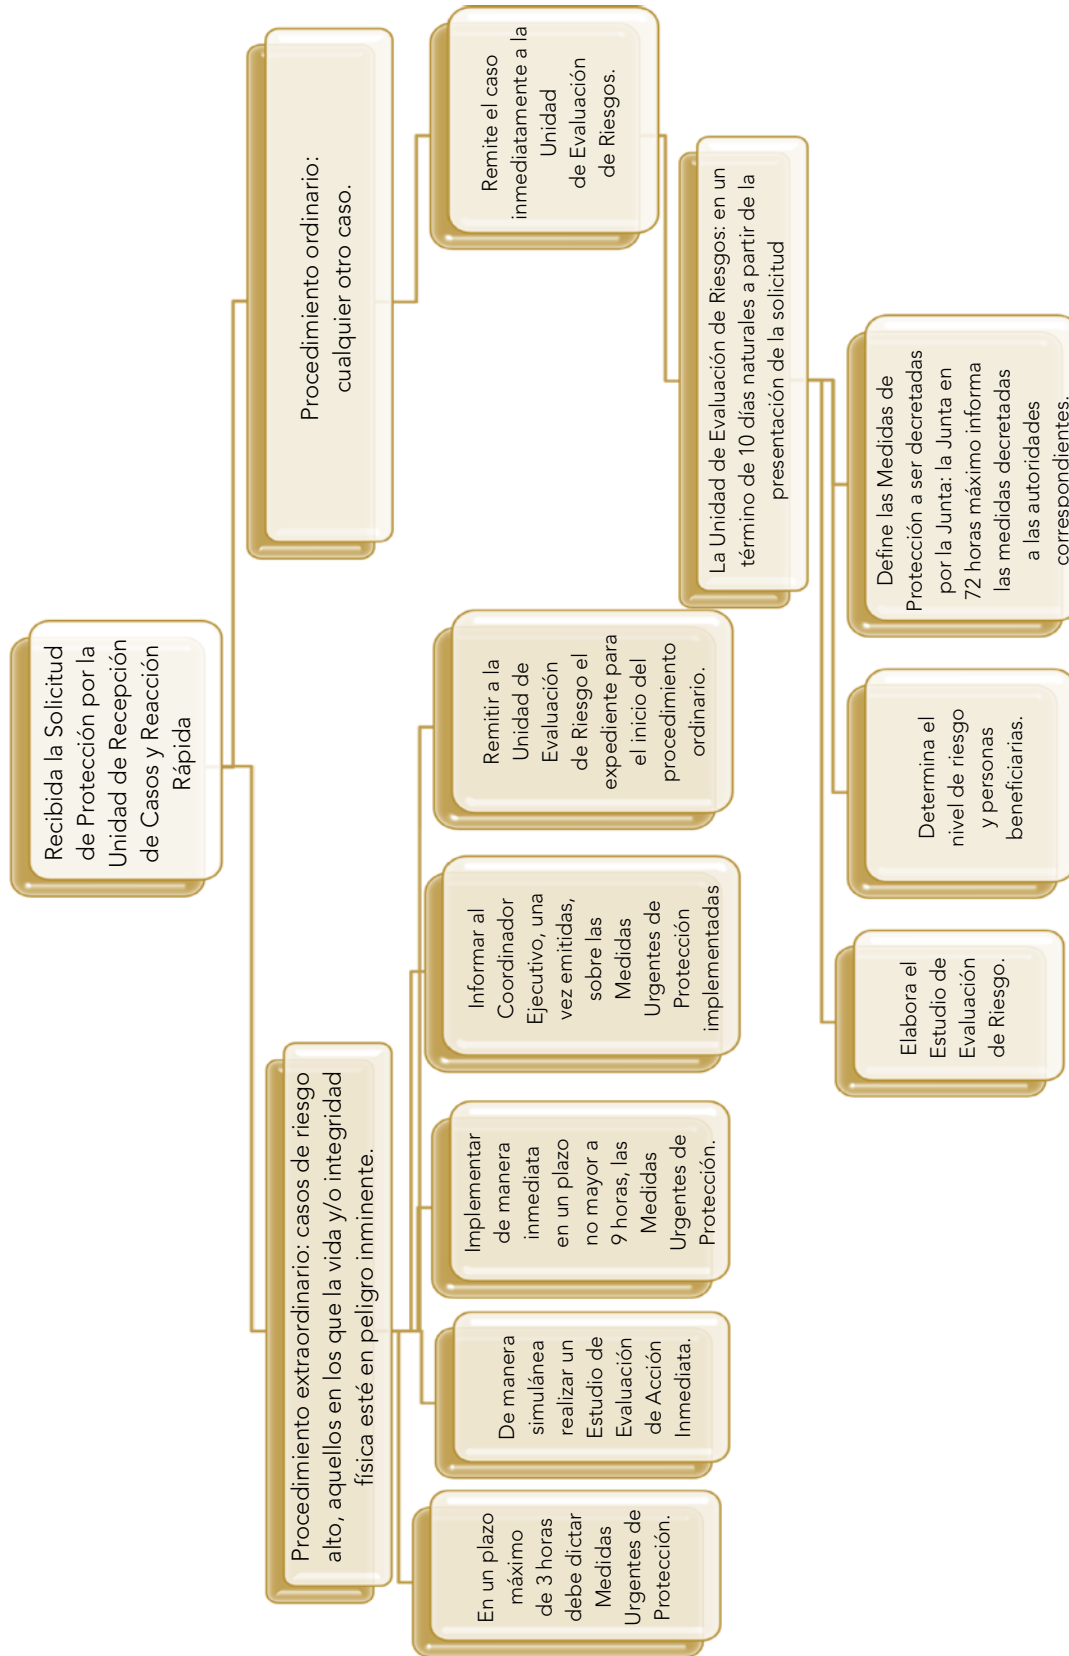 Recibida la Solicitud
de Protección por la
Unidad de Recepción
de Casos y Reacción
Rápida
Procedimiento extraordinario: casos de riesgo
alto, aquellos en los que la vida y/o integridad
física esté en peligro inminente.
En un plazo
máximo
de 3 horas
debe dictar
Medidas
Urgentes de
Protección.
De manera
simulánea
realizar un
Estudio de
Evaluación
de Acción
Inmediata.
Implementar
de manera
inmediata
en un plazo
no mayor a
9 horas, las
Medidas
Urgentes de
Protección.
Informar al
Coordinador
Ejecutivo, una
vez emitidas,
sobre las
Medidas
Urgentes de
Protección
implementadas
Remitir a la
Unidad de
Evaluación
de Riesgo el
expediente para
el inicio del
procedimiento
ordinario.
Procedimiento ordinario:
cualquier otro caso.
Remite el caso
inmediatamente a la
Unidad
de Evaluación
de Riesgos.
La Unidad de Evaluación de Riesgos: en un
término de 10 días naturales a partir de la
presentación de la solicitud
Elabora el
Estudio de
Evaluación
de Riesgo.
Determina el
nivel de riesgo
y personas
beneficiarias.
Define las Medidas de
Protección a ser decretadas
por la Junta: la Junta en
72 horas máximo informa
las medidas decretadas
a las autoridades
correspondientes.